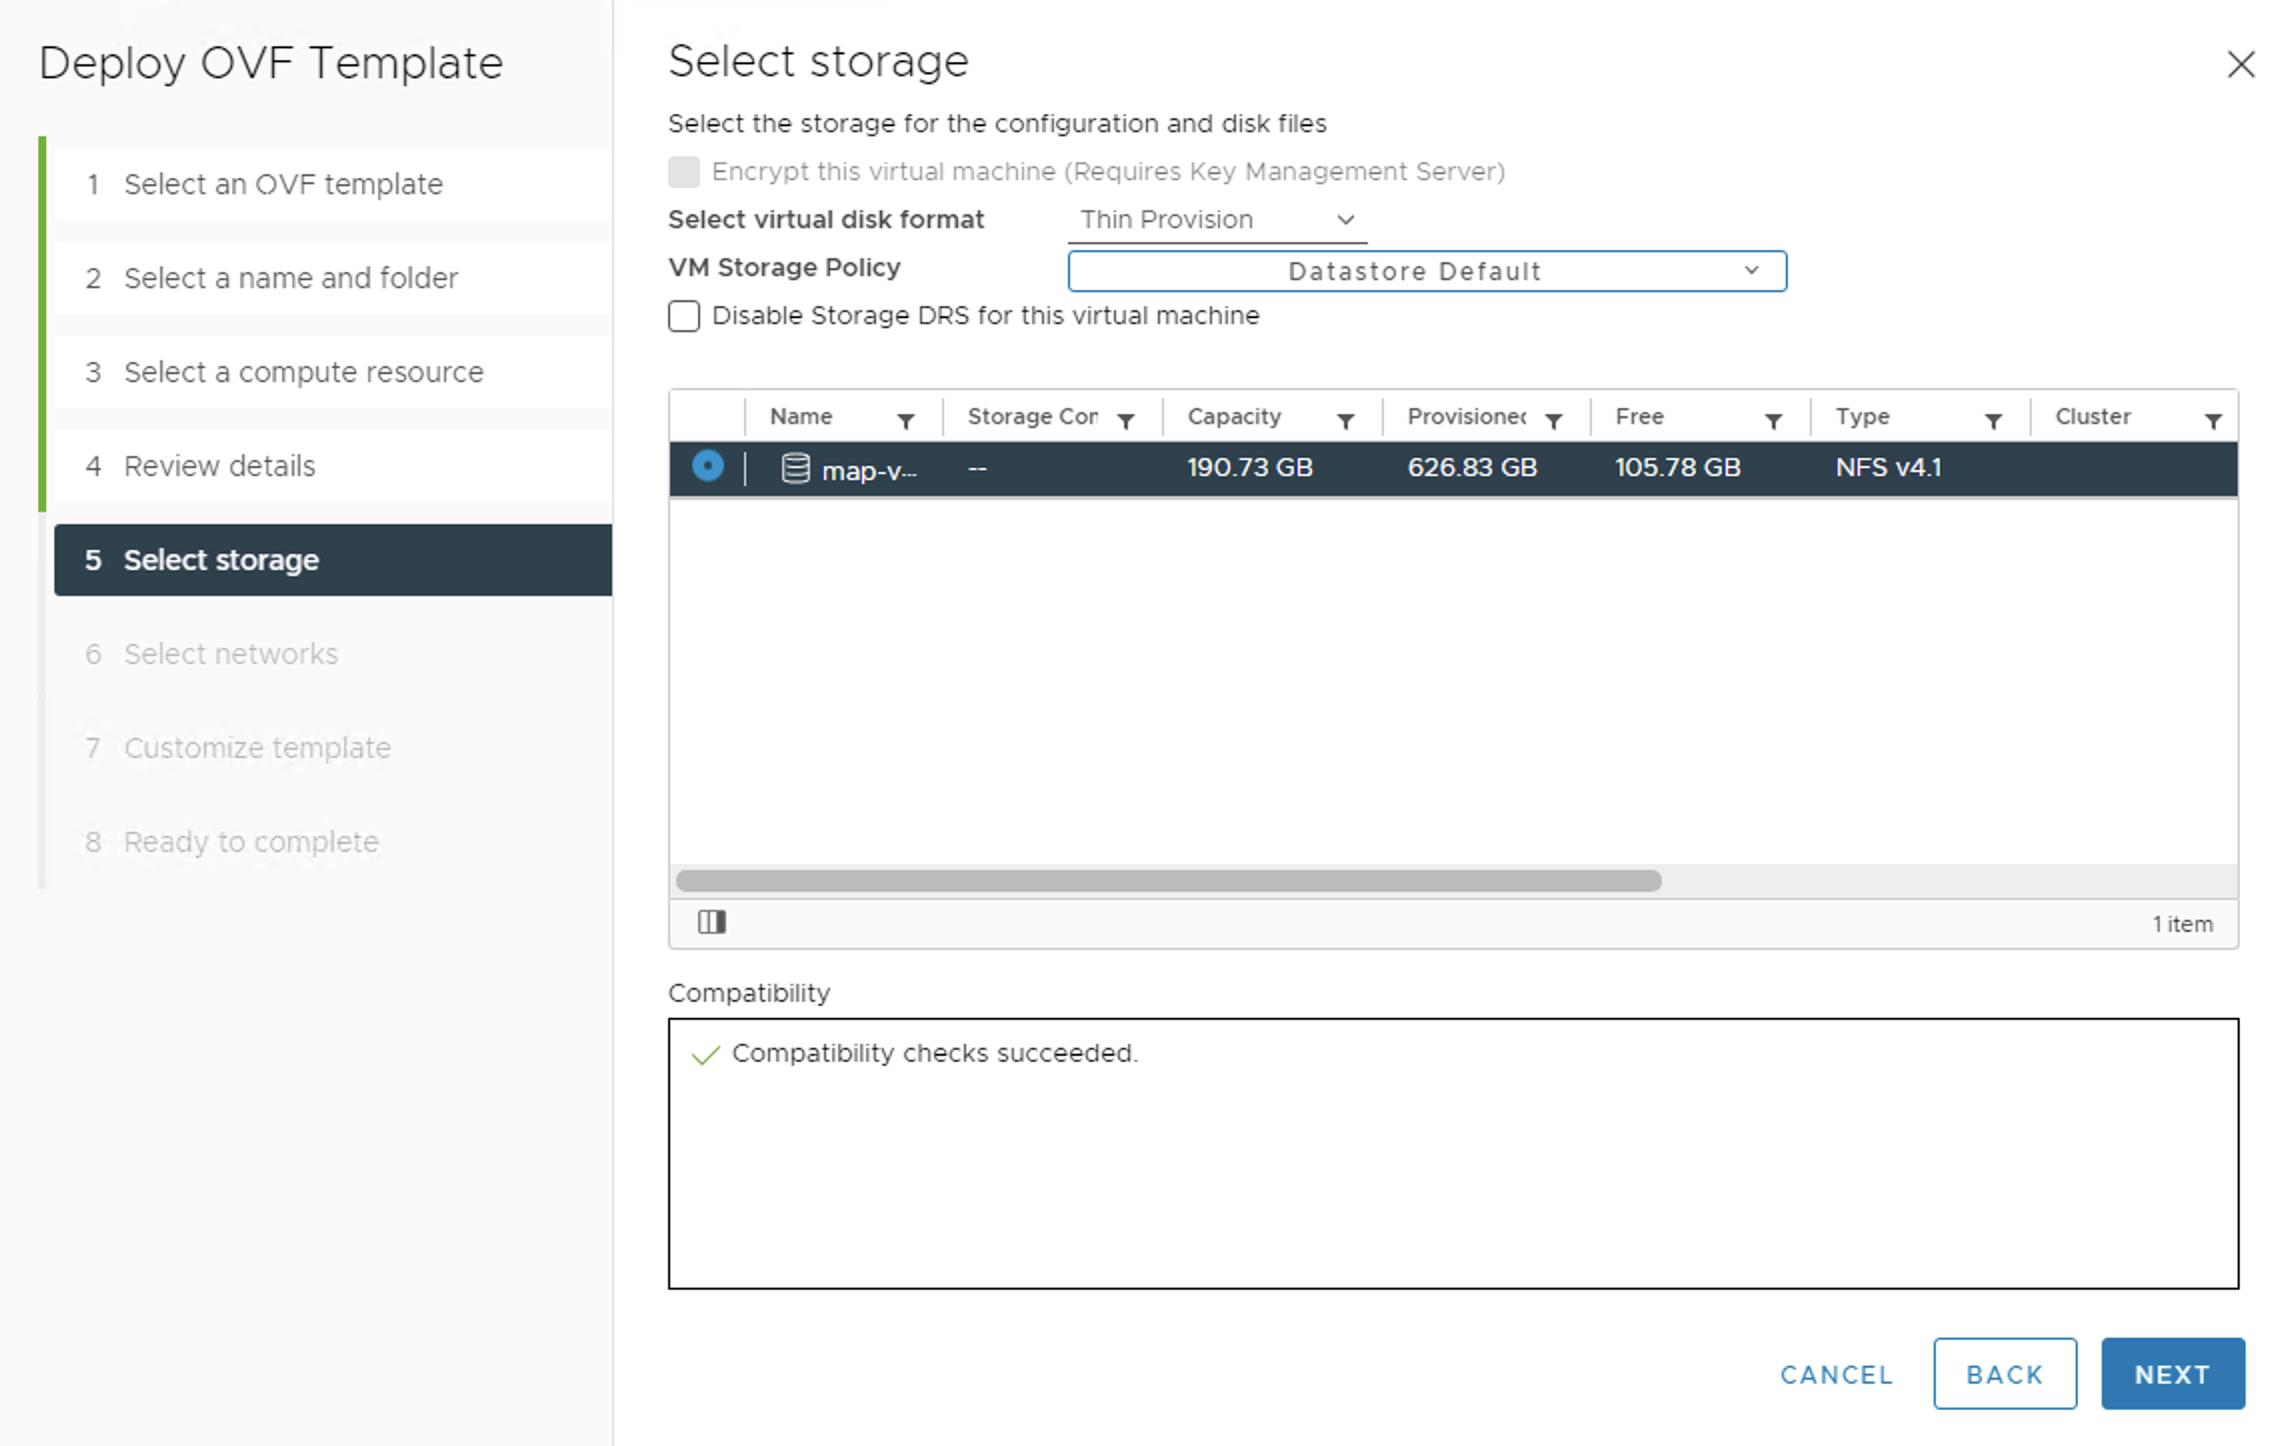 Deploy OVF Template
1 Select an OVF template
2 Select a name and folder
3 Select a compute resource
4 Review details
5 Select storage
6 Select networks
7 Customize template
8 Ready to complete
Select storage
Select the storage for the configuration and disk files
Encrypt this virtual machine (Requires Key Management Server)
Select virtual disk format Thin Provision
VM Storage Policy Datastore Default
Disable Storage DRS for this virtual machine
Name Storage Con Capacity Provisioned Free Type Cluster
map-v... -- 190.73 GB 626.83 GB 105.78 GB NFS v4.1
1 item
Compatibility
Compatibility checks succeeded.
CANCEL BACK NEXT